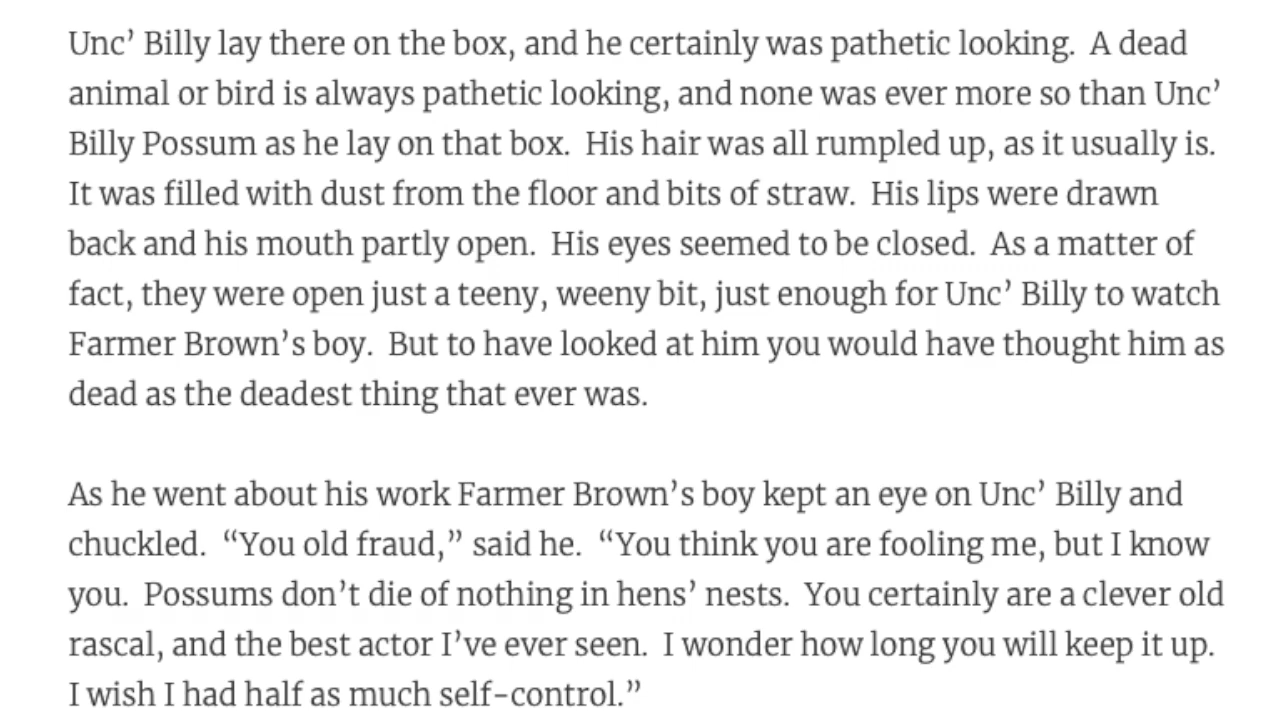 Unc’ Billy lay there on the box, and he certainly was pathetic looking.  A dead
animal or bird is always pathetic looking, and none was ever more so than Unc’
Billy Possum as he lay on that box.  His hair was all rumpled up, as it usually is.
It was filled with dust from the floor and bits of straw.  His lips were drawn
back and his mouth partly open.  His eyes seemed to be closed.  As a matter of
fact, they were open just a teeny, weeny bit, just enough for Unc’ Billy to watch
Farmer Brown’s boy.  But to have looked at him you would have thought him as
dead as the deadest thing that ever was.

As he went about his work Farmer Brown’s boy kept an eye on Unc’ Billy and
chuckled.  “You old fraud,” said he.  “You think you are fooling me, but I know
you.  Possums don’t die of nothing in hens’ nests.  You certainly are a clever old
rascal, and the best actor I’ve ever seen.  I wonder how long you will keep it up.
I wish I had half as much self-control.”